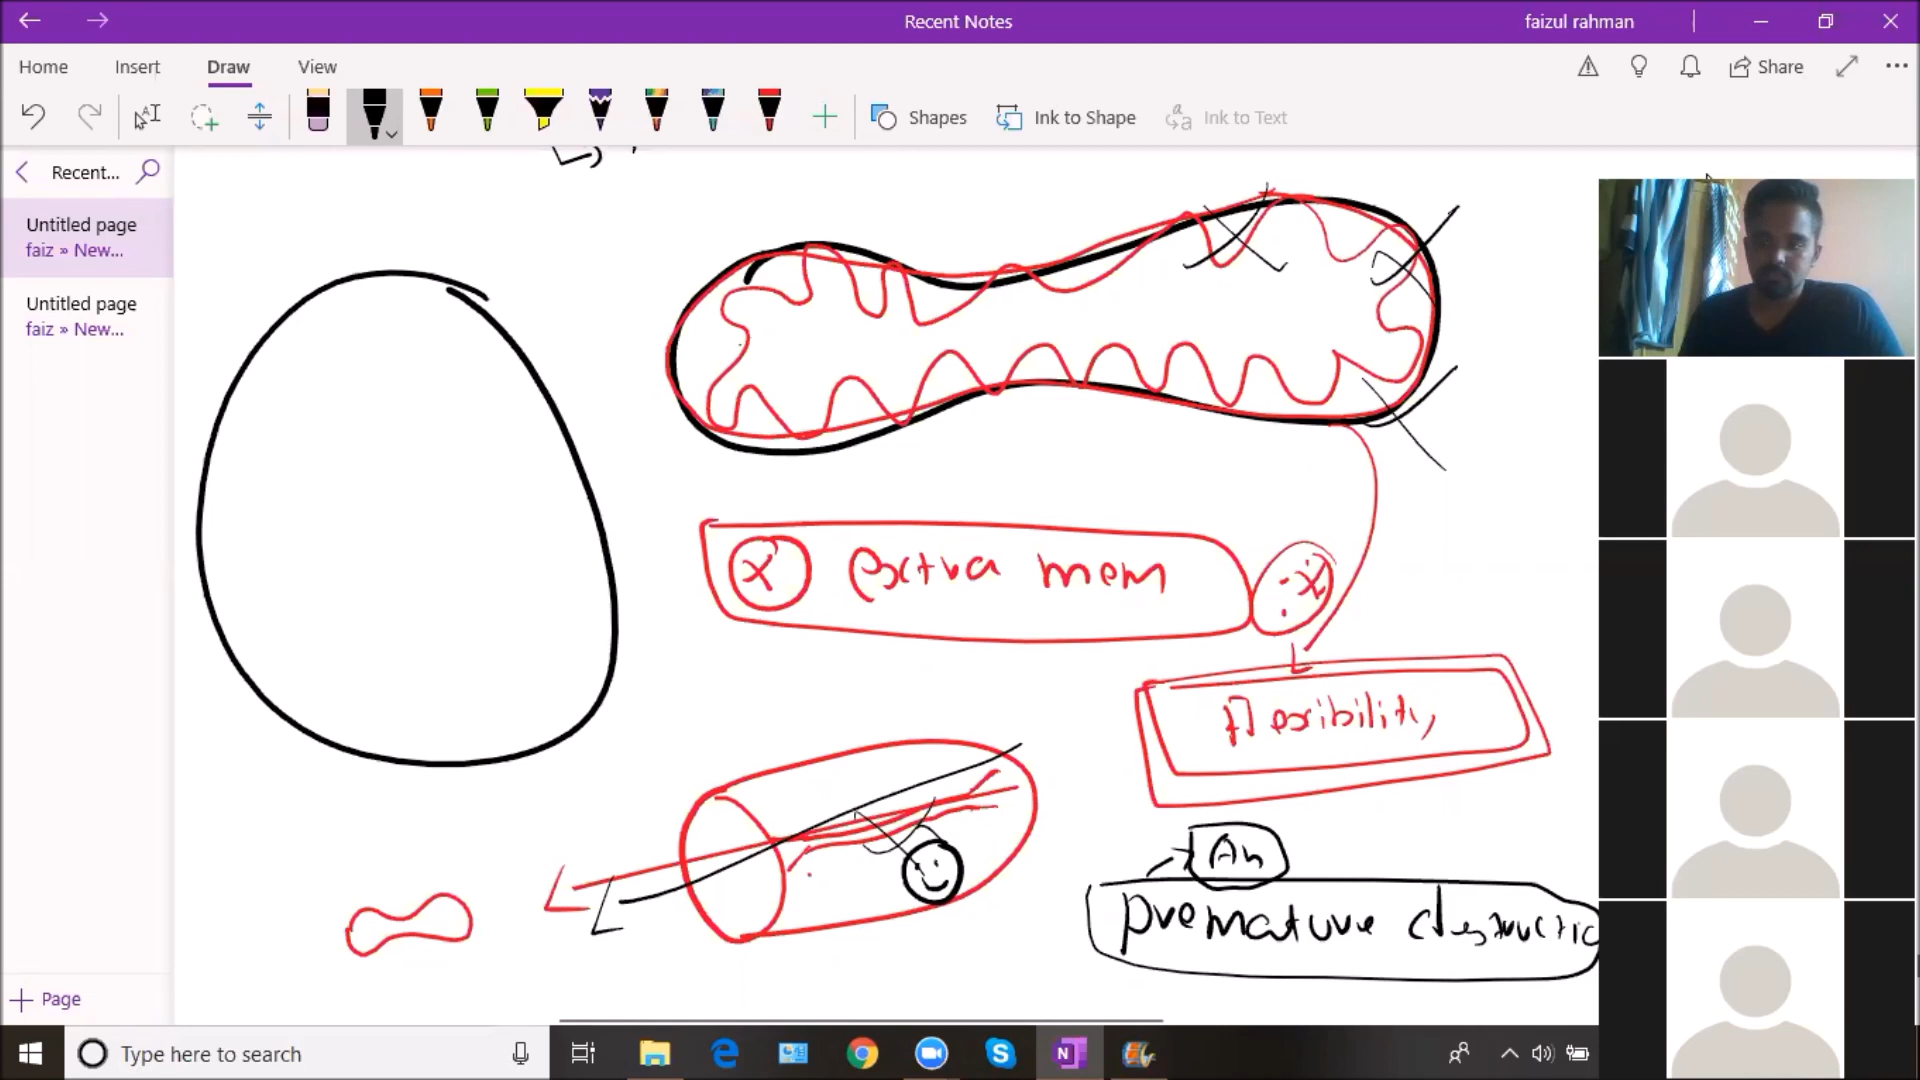 Recent Notes
faizul rahman
Home
Insert
Draw
View
Share
Shapes
Ink to Shape
Ink to Text
Recent...
Untitled page
faiz » New...
Untitled page
faiz » New...
extra mem
flexibility
An
premature destructio
Page
Type here to search